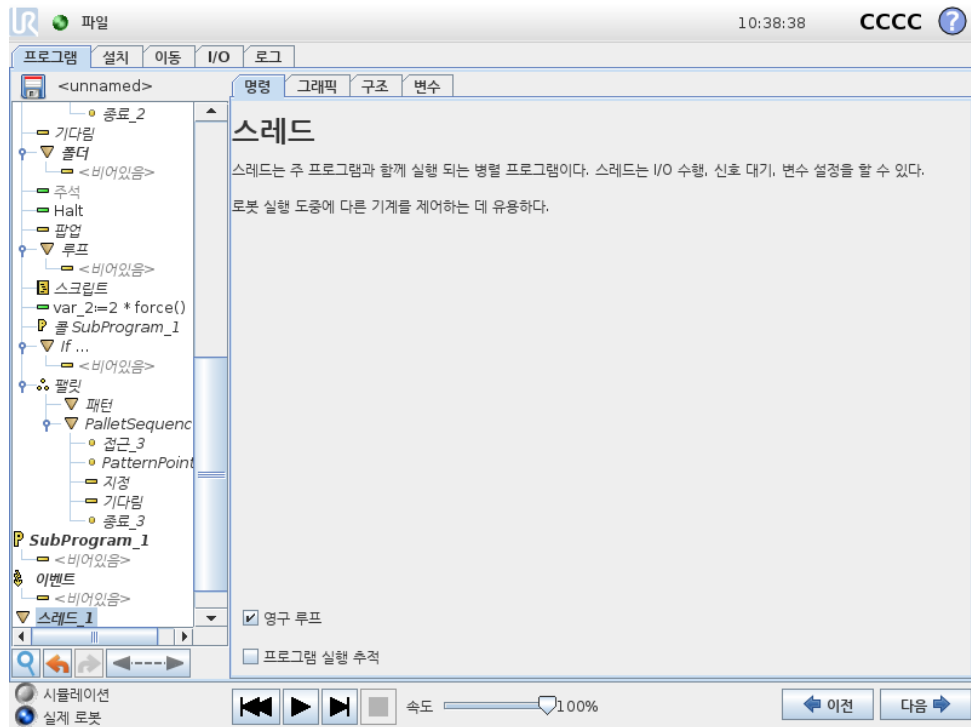 UR 파일 10:38:38 CCCC ?
프로그램 설치 이동 I/O 로그
<unnamed>
명령 그래픽 구조 변수
종료_2
기다림
폴더
<비어있음>
주석
Halt
팝업
루프
<비어있음>
스크립트
var_2:=2 * force()
콜 SubProgram_1
If ...
<비어있음>
팰릿
패턴
PalletSequenc
접근_3
PatternPoint
지정
기다림
종료_3
P SubProgram_1
<비어있음>
이벤트
<비어있음>
스레드_1
스레드
스레드는 주 프로그램과 함께 실행 되는 병렬 프로그램이다. 스레드는 I/O 수행, 신호 대기, 변수 설정을 할 수 있다.
로봇 실행 도중에 다른 기계를 제어하는 데 유용하다.
영구 루프
프로그램 실행 추적
시뮬레이션
실제 로봇
속도 100%
이전 다음